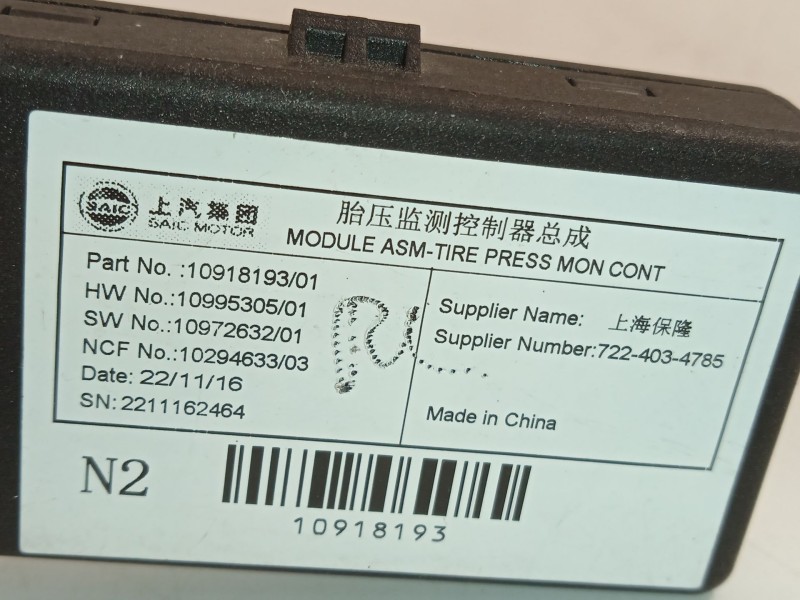 SAIC 上汽集团
SAIC MOTOR
胎压监测控制器总成
MODULE ASM-TIRE PRESS MON CONT
Part No. :10918193/01
HW No.:10995305/01
SW No.:10972632/01
NCF No.:10294633/03
Date: 22/11/16
SN:2211162464
Supplier Name: 上海保隆
Supplier Number:722-403-4785
Made in China
N2
10918193